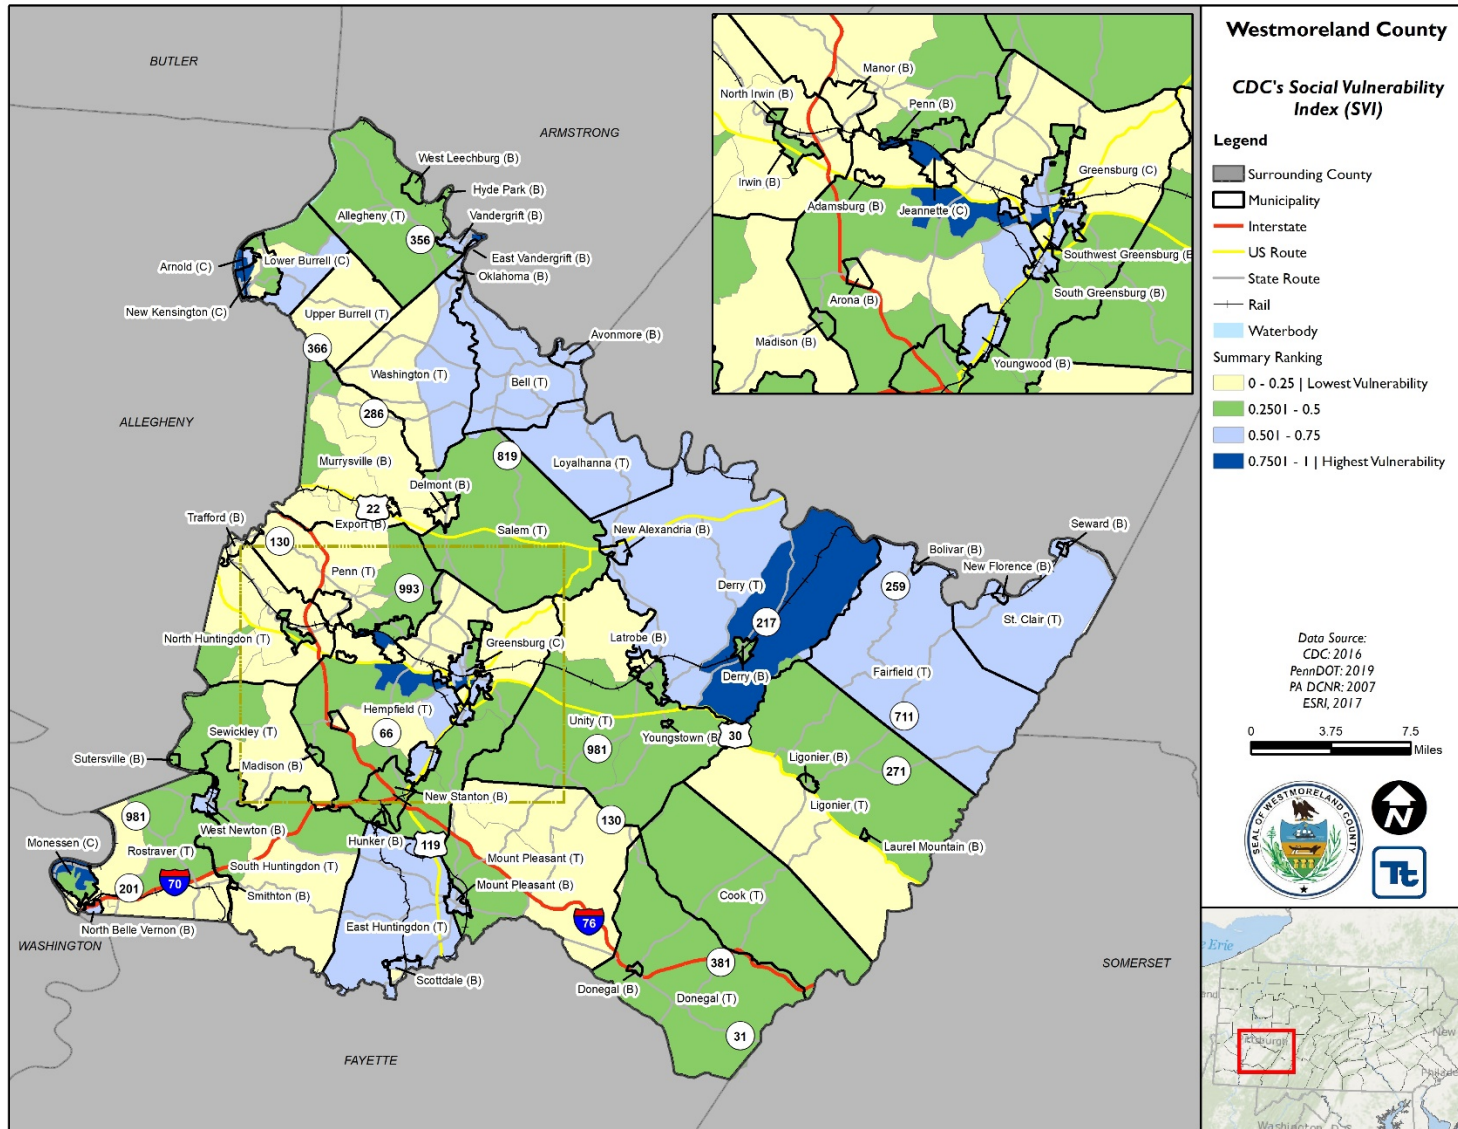 Westmoreland County
CDC's Social Vulnerability
Index (SVI)
Legend
Surrounding County
Municipality
Interstate
US Route
State Route
Rail
Waterbody
Summary Ranking
0 - 0.25 | Lowest Vulnerability
0.2501 - 0.5
0.501 - 0.75
0.7501 - 1 | Highest Vulnerability
Data Source:
CDC: 2016
PennDOT: 2019
PA DCNR: 2007
ESRI, 2017
0 3.75 7.5
Miles
SEAL OF WESTMORELAND COUNTY
N
Tt
BUTLER
ARMSTRONG
ALLEGHENY
WASHINGTON
FAYETTE
SOMERSET
West Leechburg (B)
Hyde Park (B)
Allegheny (T)
Vandergrift (B)
356
East Vandergrift (B)
Arnold (C)
Lower Burrell (C)
Oklahoma (B)
New Kensington (C)
Upper Burrell (T)
366
Avonmore (B)
Washington (T)
Bell (T)
286
Murrysville (B)
819
Loyalhanna (T)
Delmont (B)
22
Trafford (B)
Export (B)
Salem (T)
New Alexandria (B)
Seward (B)
130
Bolivar (B)
Penn (T)
New Florence (B)
993
Derry (T)
259
217
St. Clair (T)
North Huntingdon (T)
Greensburg (C)
Latrobe (B)
Derry (B)
Fairfield (T)
Hempfield (T)
711
Sewickley (T)
66
Unity (T)
Youngstown (B
30
981
Sutersville (B)
Madison (B)
Ligonier (B)
271
New Stanton (B)
Ligonier (T)
981
West Newton (B)
130
Monessen (C)
Rostraver (T)
Hunker (B)
119
Laurel Mountain (B)
South Huntingdon (T)
Mount Pleasant (T)
201
70
Smithton (B)
Mount Pleasant (B)
Cook (T)
North Belle Vernon (B)
East Huntingdon (T)
76
381
Scottdale (B)
Donegal (B)
Donegal (T)
31
Manor (B)
North Irwin (B)
Penn (B)
Irwin (B)
Greensburg (C)
Adamsburg (B)
Jeannette (C)
Southwest Greensburg (B
Arona (B)
South Greensburg (B)
Madison (B)
Youngwood (B)
Erie
New
Washington